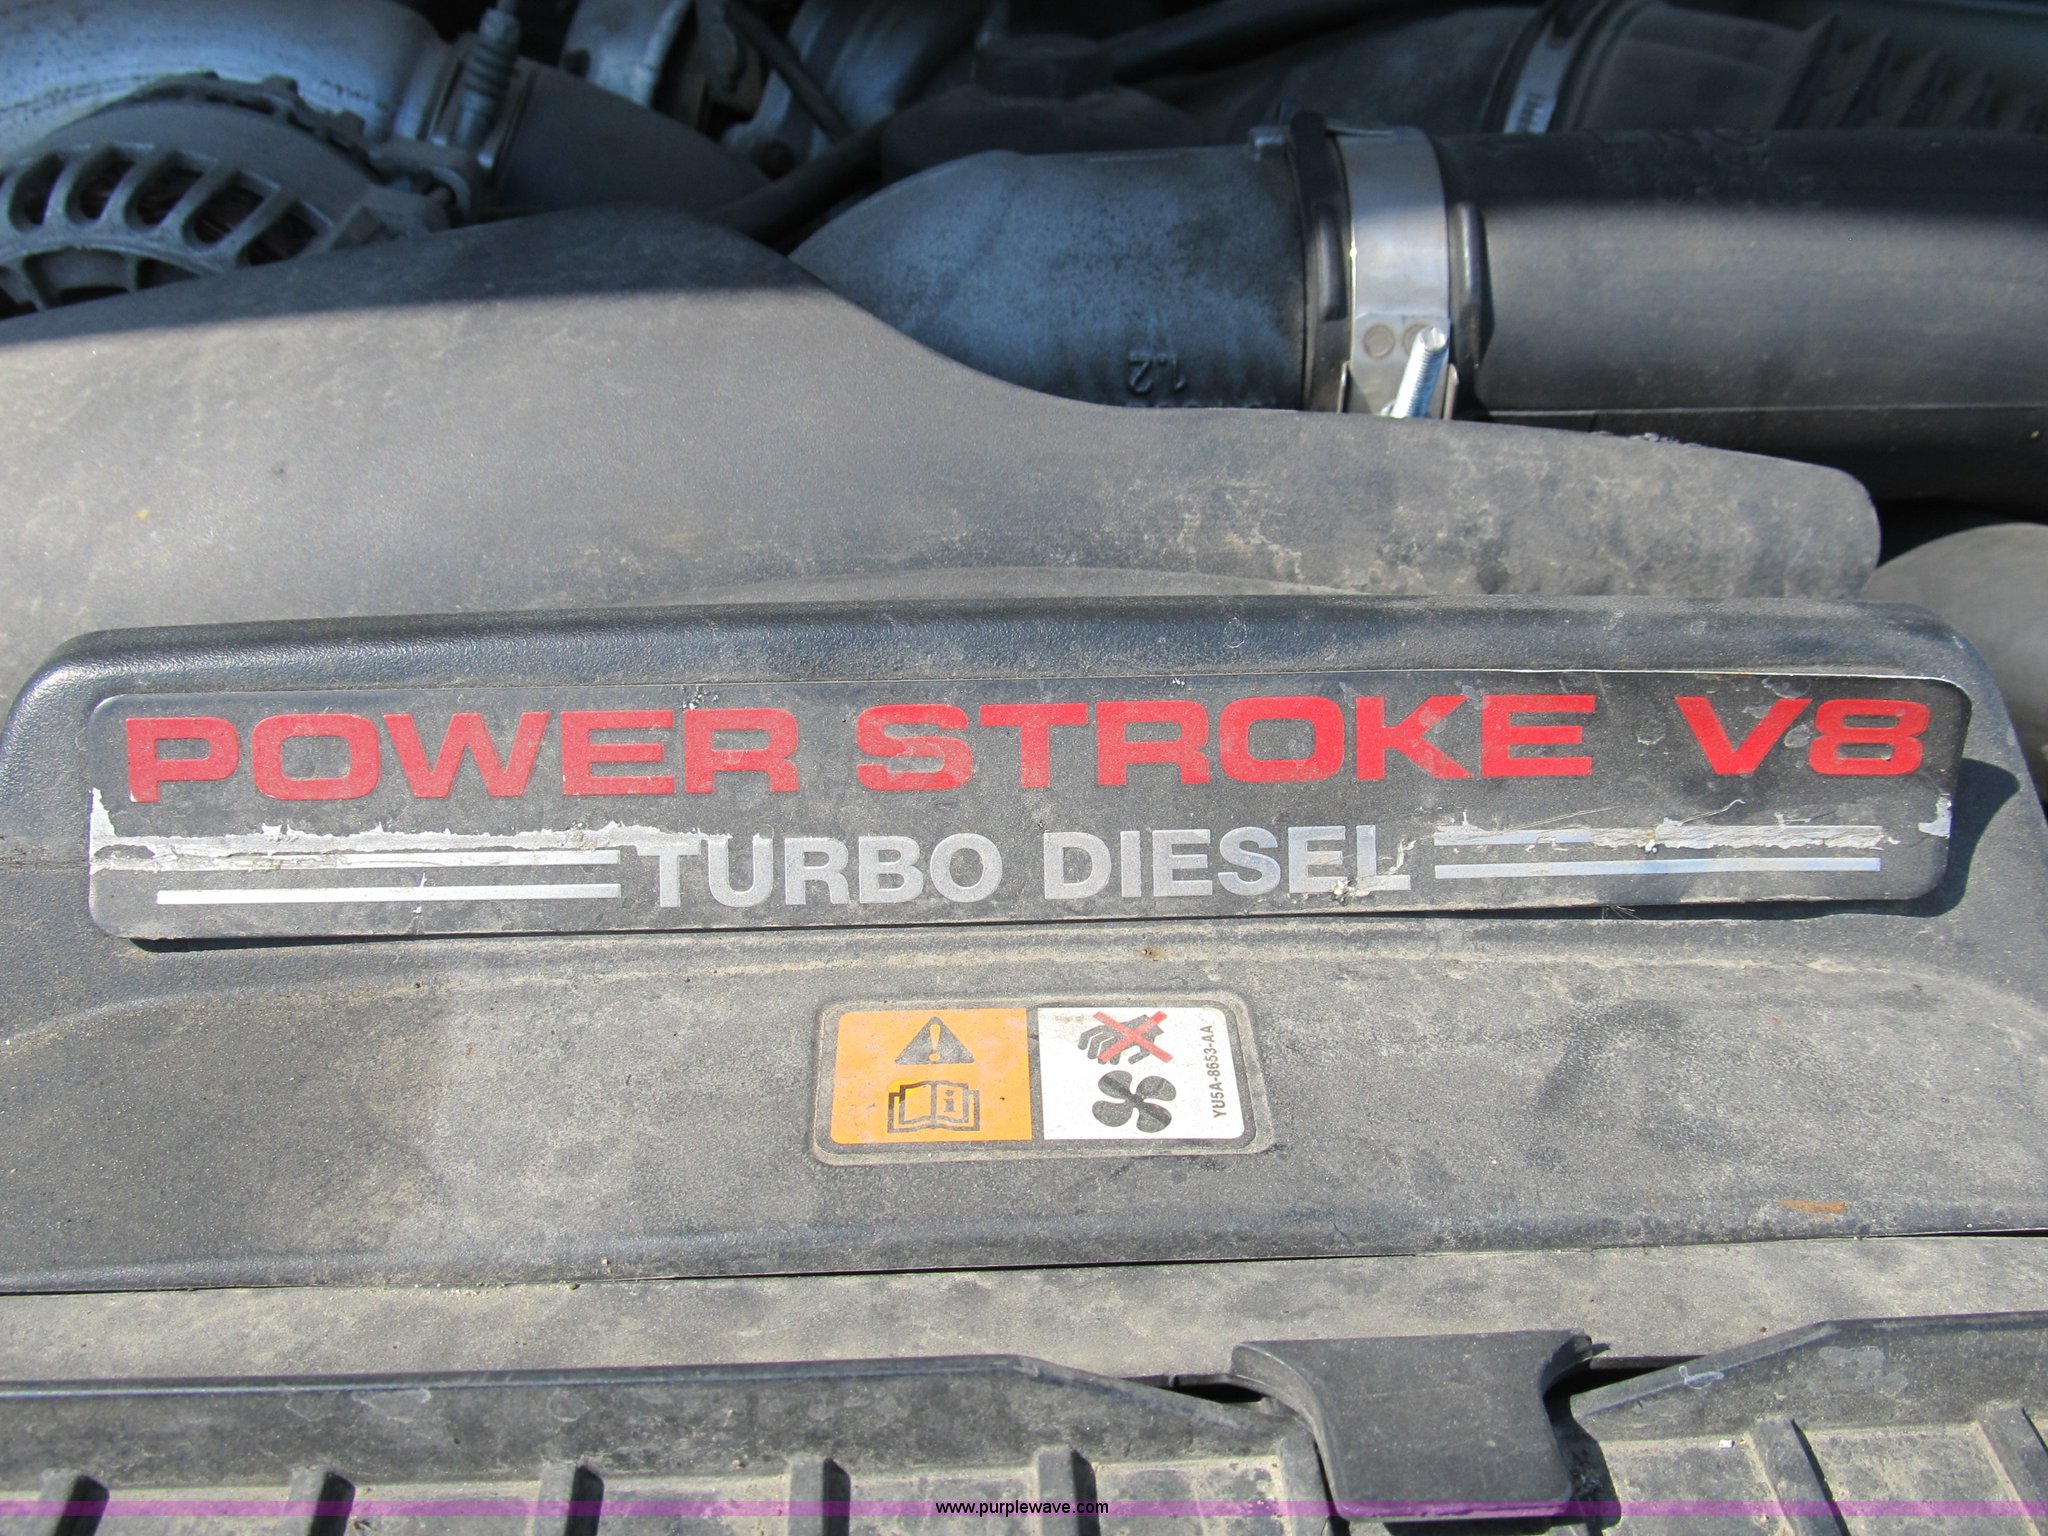 1.2
POWER STROKE V8
TURBO DIESEL
YU5A-8653-AA
www.purplewave.com